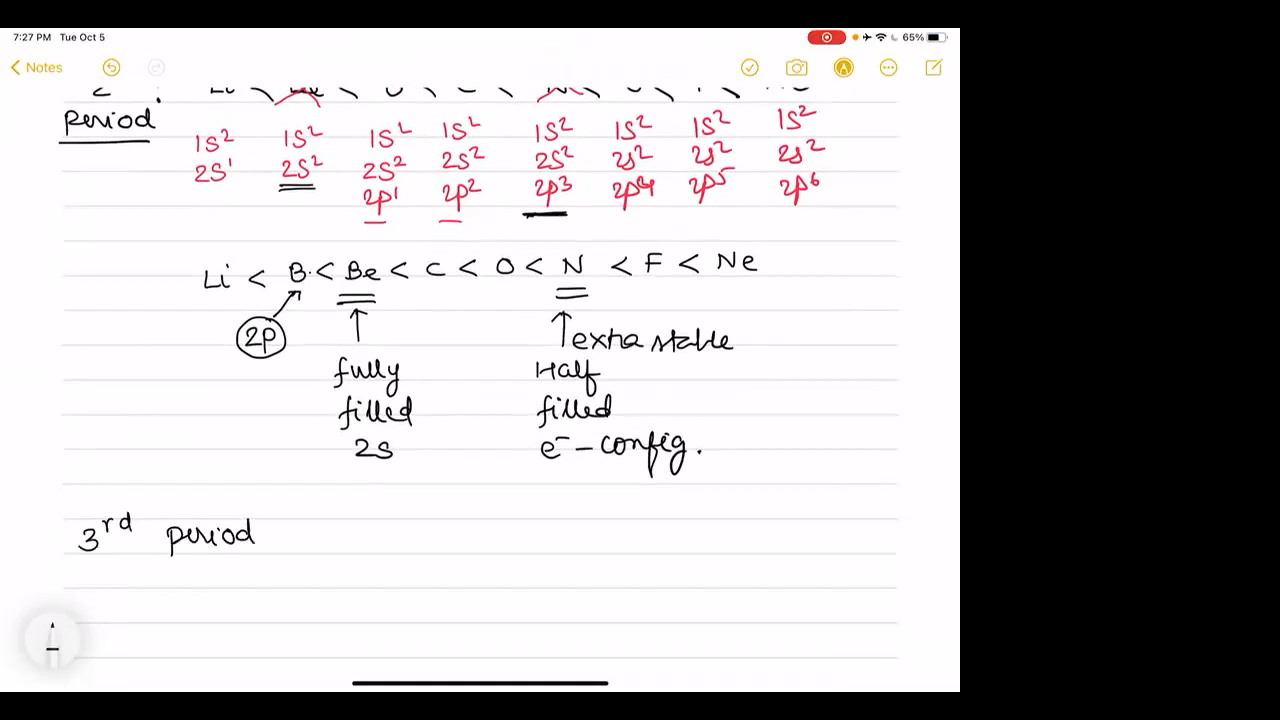 7:27 PM Tue Oct 5
65%
Notes
Period
1s² 1s² 1s² 1s² 1s² 1s² 1s² 1s²
2s¹ 2s² 2s² 2s² 2s² 2s² 2s² 2s²
2p¹ 2p² 2p³ 2p⁴ 2p⁵ 2p⁶
Li < B < Be < C < O < N < F < Ne
2p
extra stable
fully Half
filled filled
2s e⁻ - config.
3rd period